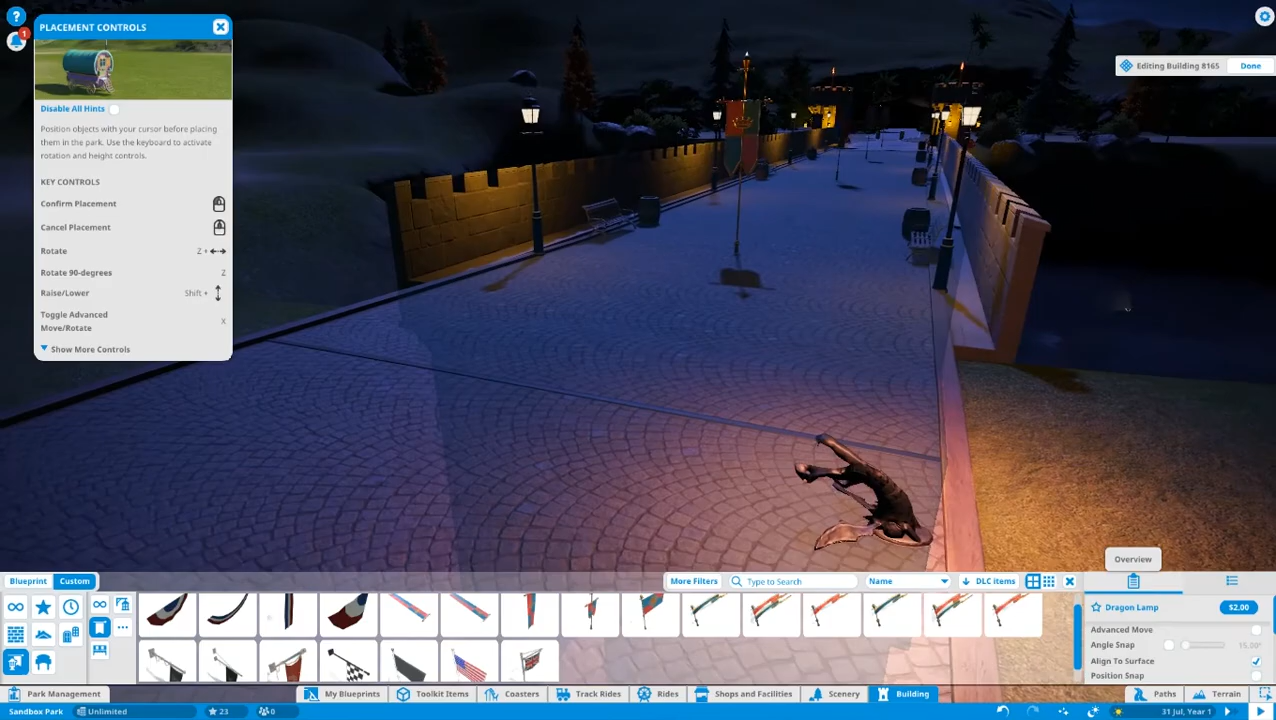 ?
1
PLACEMENT CONTROLS
Disable All Hints
Position objects with your cursor before placing
them in the park. Use the keyboard to activate
rotation and height controls.
KEY CONTROLS
Confirm Placement
Cancel Placement
Rotate Z +
Rotate 90-degrees Z
Raise/Lower Shift +
Toggle Advanced
Move/Rotate X
Show More Controls
Editing Building 8165 Done
Overview
Blueprint Custom More Filters Type to Search Name DLC items
Dragon Lamp $2.00
Advanced Move
Angle Snap 15.00°
Align To Surface
Position Snap
Park Management My Blueprints Toolkit Items Coasters Track Rides Rides Shops and Facilities Scenery Building Paths Terrain
Sandbox Park Unlimited 23 0 31 Jul, Year 1